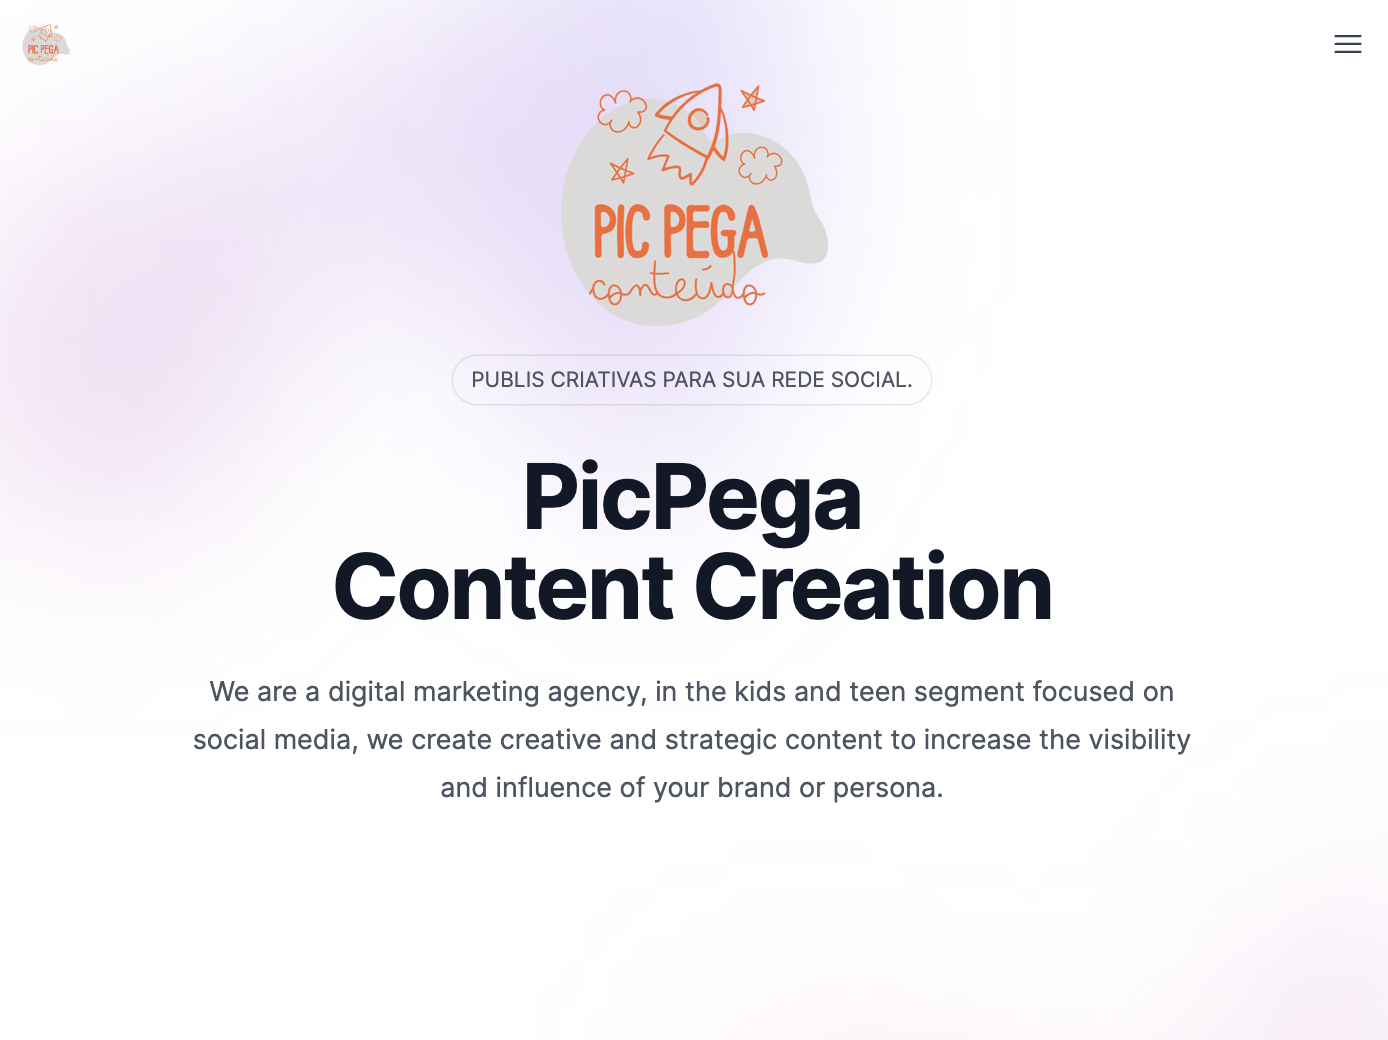 PIC PEGA
conteúdo
PIC PEGA
conteúdo
PUBLIS CRIATIVAS PARA SUA REDE SOCIAL.
PicPega
Content Creation
We are a digital marketing agency, in the kids and teen segment focused on
social media, we create creative and strategic content to increase the visibility
and influence of your brand or persona.